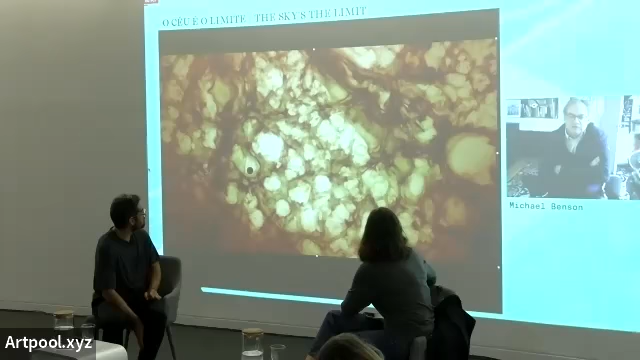 O CÉU É O LIMITE THE SKY'S THE LIMIT
Michael Benson
Artpool.xyz